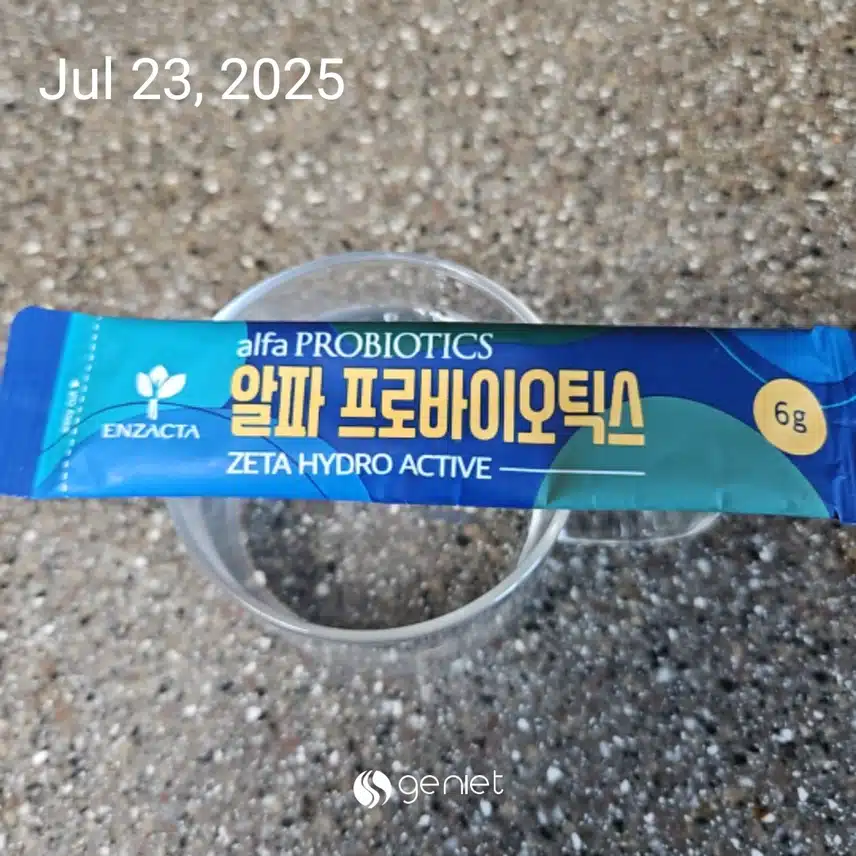 Jul 23, 2025
alfa PROBIOTICS
알파 프로바이오틱스
ZETA HYDRO ACTIVE
ENZACTA
6g
geniet